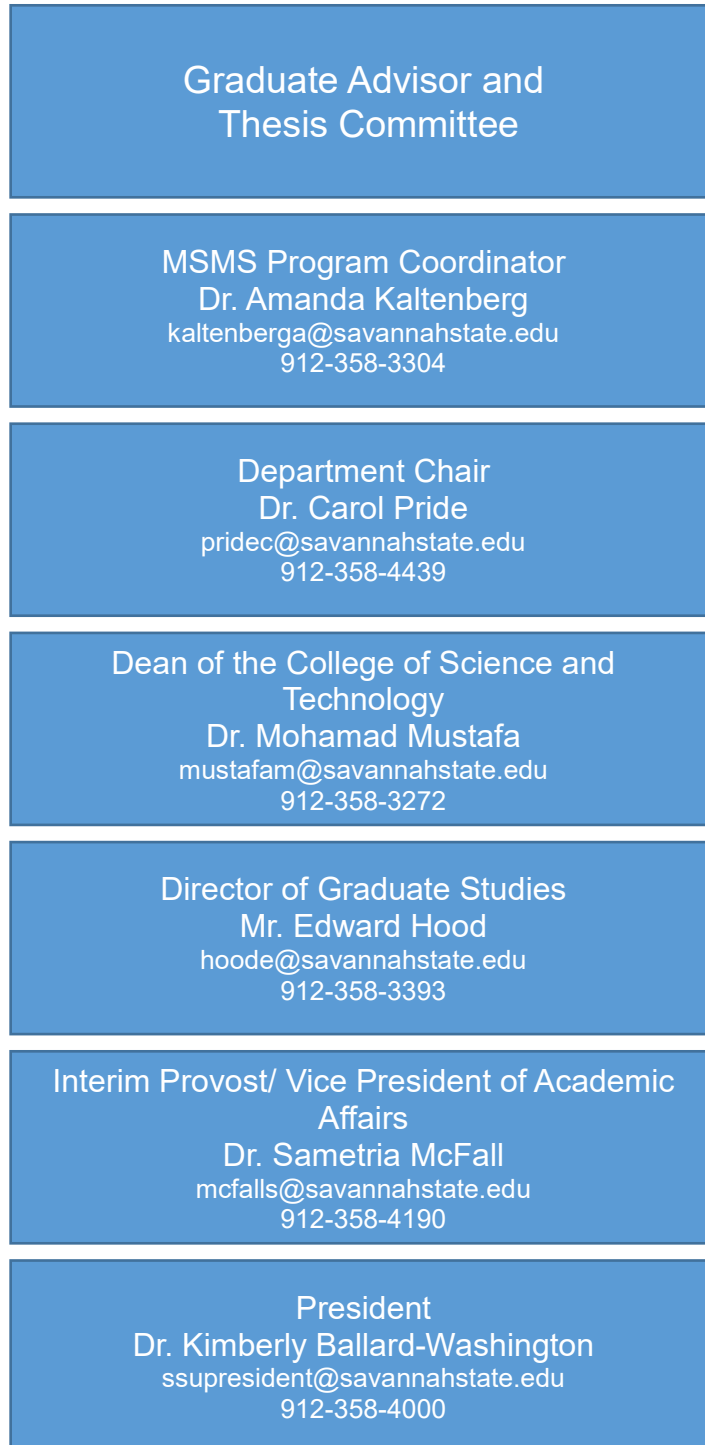 Graduate Advisor and
Thesis Committee
MSMS Program Coordinator
Dr. Amanda Kaltenberg
kaltenberga@savannahstate.edu
912-358-3304
Department Chair
Dr. Carol Pride
pridec@savannahstate.edu
912-358-4439
Dean of the College of Science and
Technology
Dr. Mohamad Mustafa
mustafam@savannahstate.edu
912-358-3272
Director of Graduate Studies
Mr. Edward Hood
hoode@savannahstate.edu
912-358-3393
Interim Provost/ Vice President of Academic
Affairs
Dr. Sametria McFall
mcfalls@savannahstate.edu
912-358-4190
President
Dr. Kimberly Ballard-Washington
ssupresident@savannahstate.edu
912-358-4000